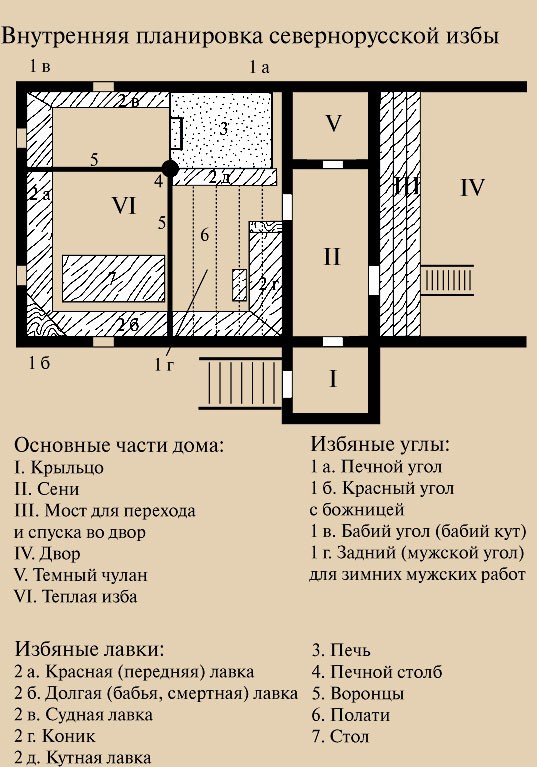 Внутренняя планировка севернорусской избы
1 в
1 а
2 в
3
V
5
4
2 д
2 а
VI
5
6
II
III
IV
7
2 г
2 б
1 б
1 г
I
Основные части дома:
I. Крыльцо
II. Сени
III. Мост для перехода
и спуска во двор
IV. Двор
V. Темный чулан
VI. Теплая изба
Избяные углы:
1 а. Печной угол
1 б. Красный угол
с божницей
1 в. Бабий угол (бабий кут)
1 г. Задний (мужской угол)
для зимних мужских работ
Избяные лавки:
2 а. Красная (передняя) лавка
2 б. Долгая (бабья, смертная) лавка
2 в. Судная лавка
2 г. Коник
2 д. Кутная лавка
3. Печь
4. Печной столб
5. Воронцы
6. Полати
7. Стол